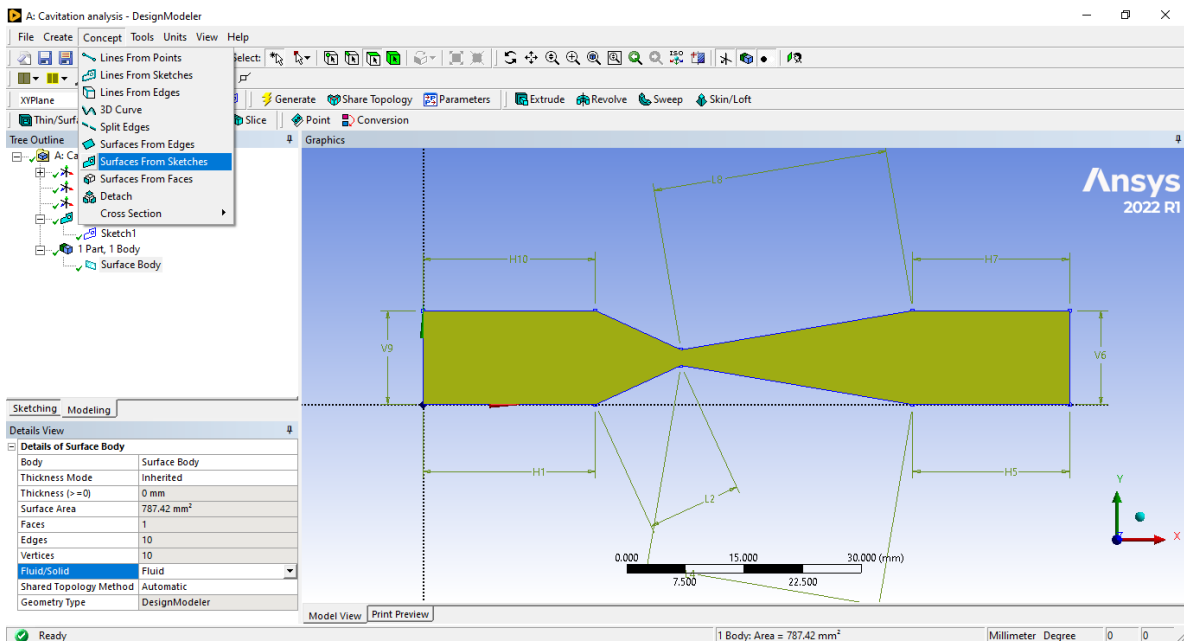 A: Cavitation analysis - DesignModeler
File Create Concept Tools Units View Help
Select:
Lines From Points
Lines From Sketches
Lines From Edges
3D Curve
Split Edges
Surfaces From Edges
Surfaces From Sketches
Surfaces From Faces
Detach
Cross Section
XYPlane
Generate Share Topology Parameters Extrude Revolve Sweep Skin/Loft
Thin/Surf
Slice Point Conversion
Tree Outline
A: Ca
Sketch1
1 Part, 1 Body
Surface Body
Sketching Modeling
Details View
Details of Surface Body
Body Surface Body
Thickness Mode Inherited
Thickness (>=0) 0 mm
Surface Area 787.42 mm²
Faces 1
Edges 10
Vertices 10
Fluid/Solid Fluid
Shared Topology Method Automatic
Geometry Type DesignModeler
Graphics
Ansys
2022 R1
L8
H10
H7
V9
V6
H1
H5
L2
0.000 15.000 30.000 (mm)
7.500 22.500
Y
X
Model View Print Preview
Ready
1 Body: Area = 787.42 mm²
Millimeter Degree 0 0